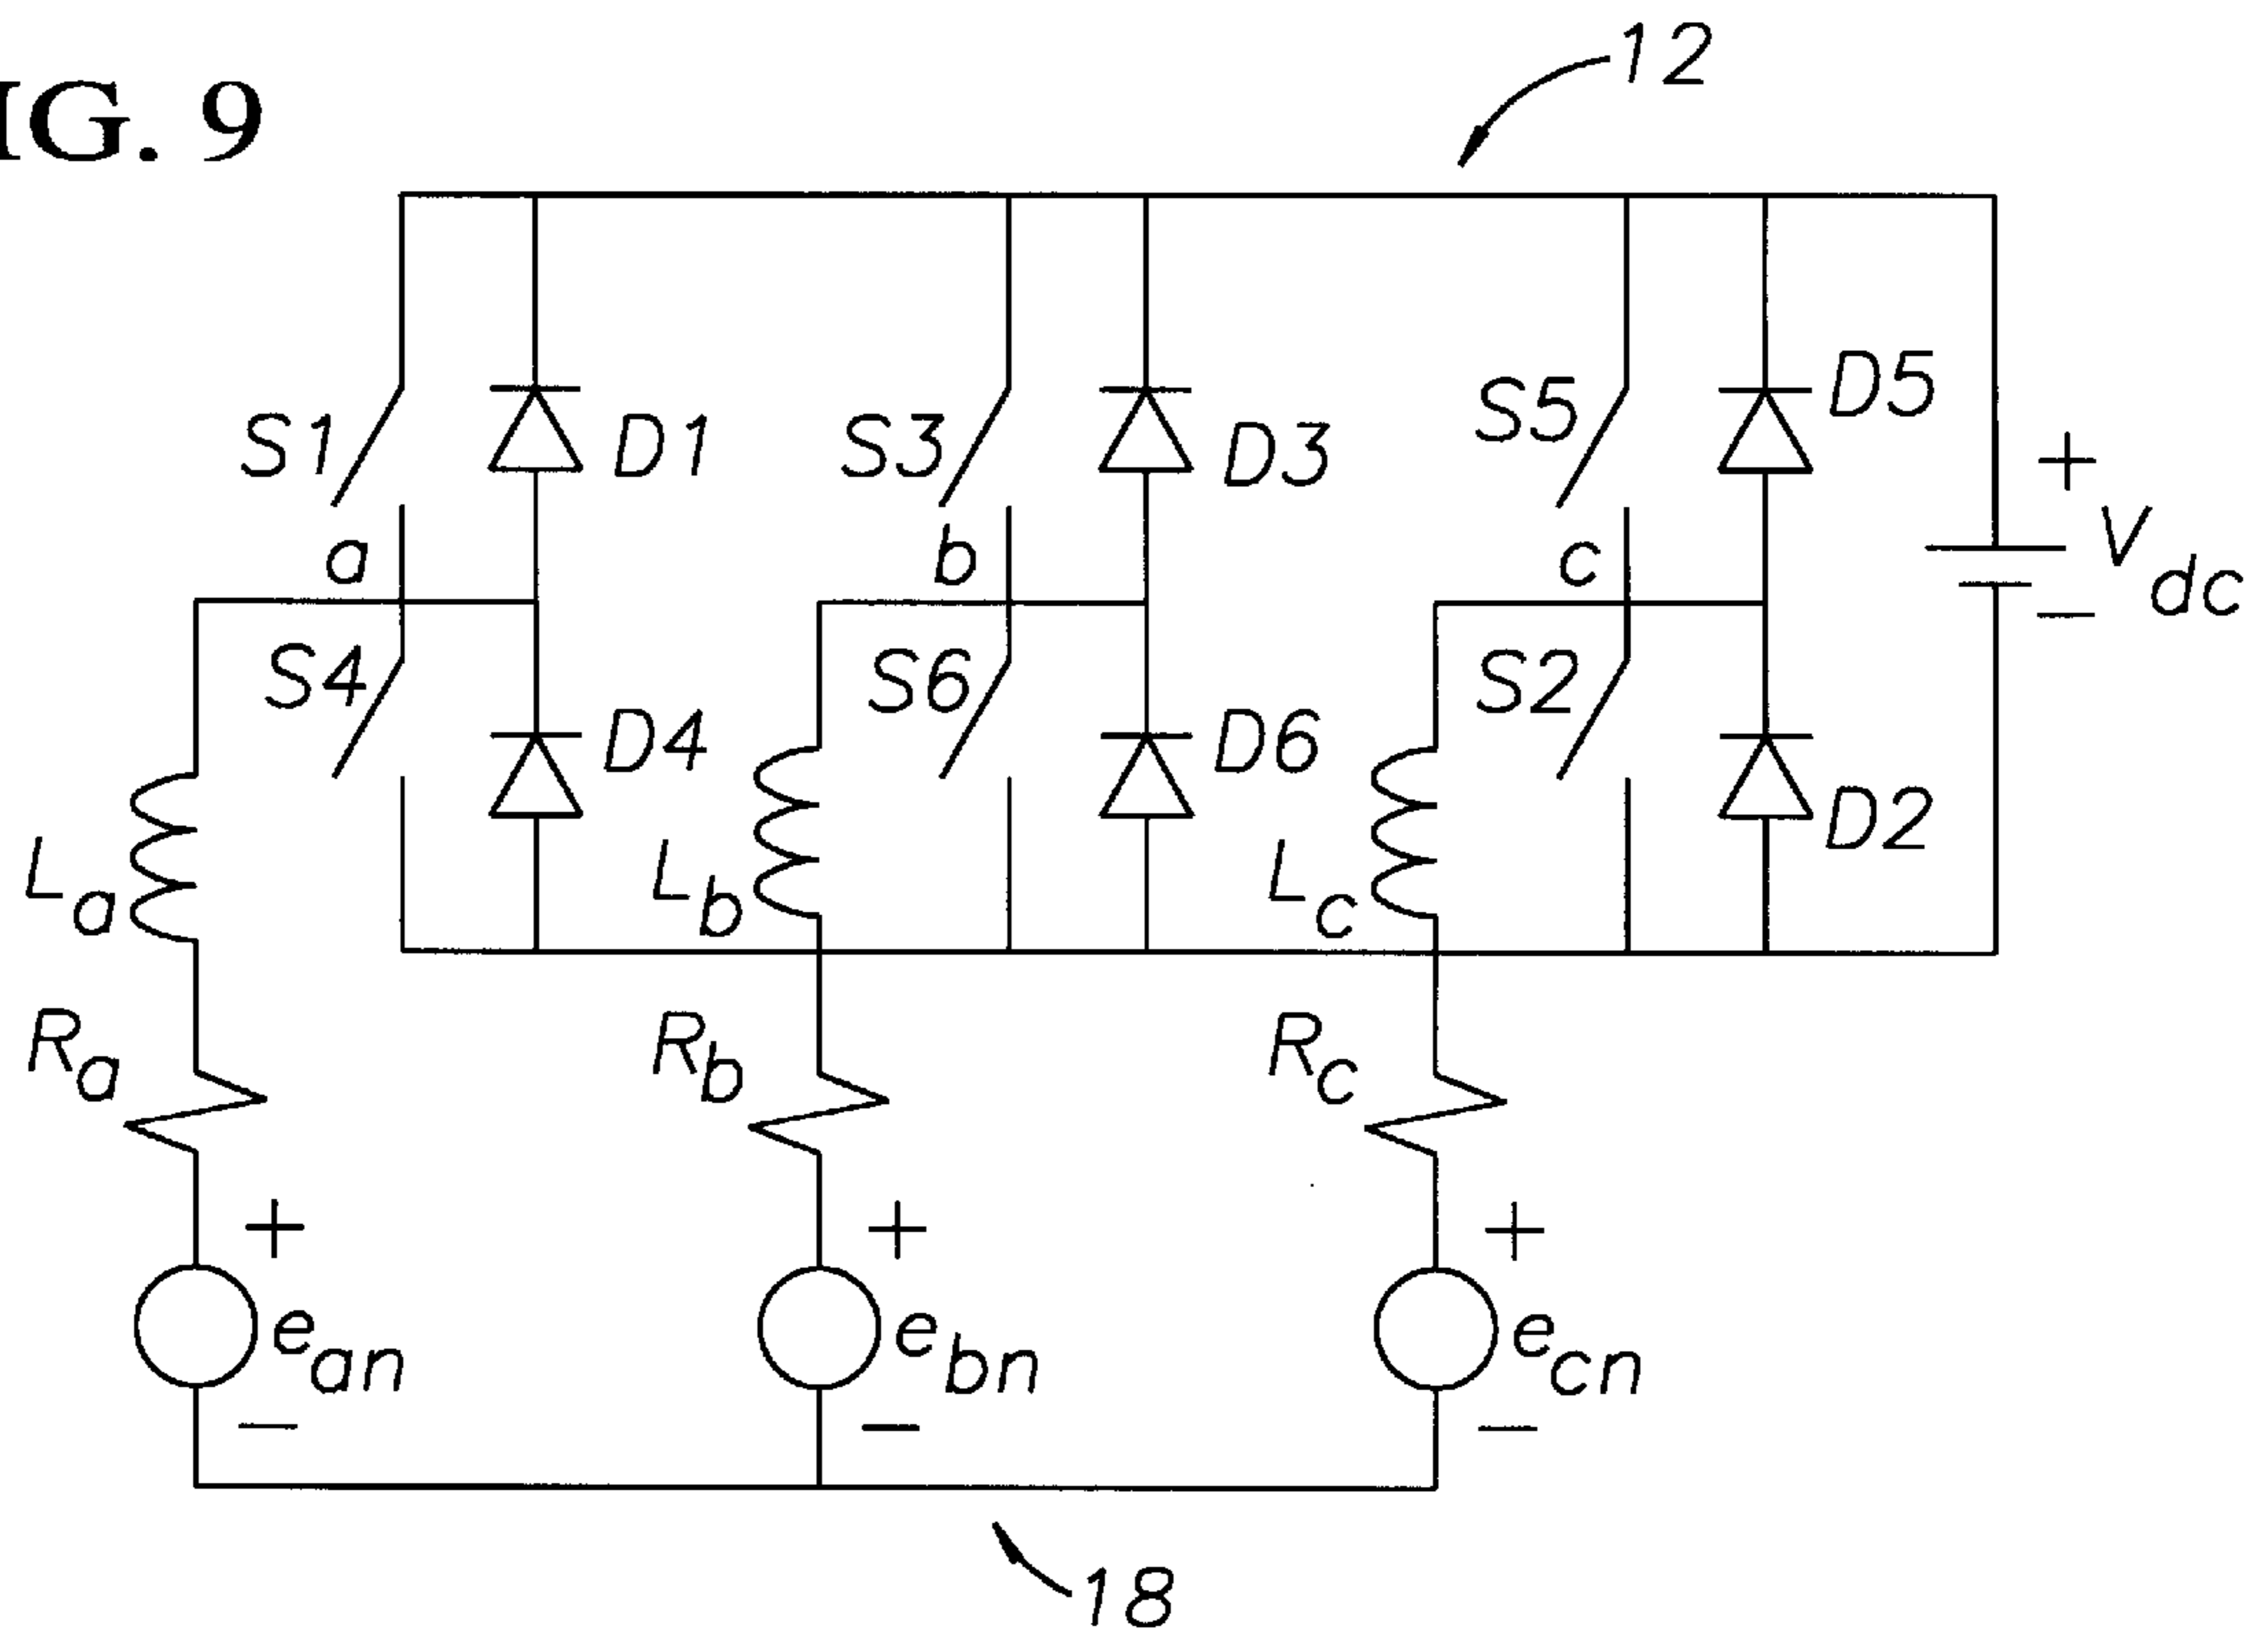 12
IG. 9
S1
D1
S3
D3
S5
D5
+
V dc
−
a
b
c
S4
D4
S6
D6
S2
D2
L a
L b
L c
R a
R b
R c
+
+
+
e an
e bn
e cn
−
−
−
18